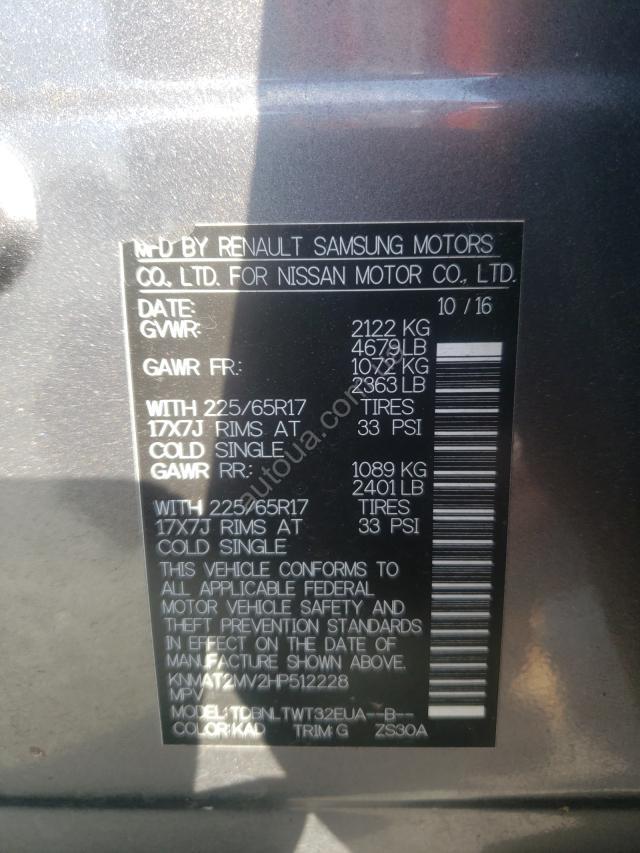 MFD BY RENAULT SAMSUNG MOTORS
CO., LTD. FOR NISSAN MOTOR CO., LTD.
DATE: 10 / 16
GVWR: 2122 KG
4679LB
GAWR FR: 1072 KG
2363 LB
WITH 225/65R17 TIRES
17X7J RIMS AT 33 PSI
COLD SINGLE
GAWR RR: 1089 KG
2401 LB
WITH 225/65R17 TIRES
17X7J RIMS AT 33 PSI
COLD SINGLE
THIS VEHICLE CONFORMS TO
ALL APPLICABLE FEDERAL
MOTOR VEHICLE SAFETY AND
THEFT PREVENTION STANDARDS
IN EFFECT ON THE DATE OF
MANUFACTURE SHOWN ABOVE.
KNMAT2MV2HP512228
MPV
MODEL: TDBNLTWT32EUA--B--
COLOR: KAD TRIM: G ZS30A
autoua.com.ua